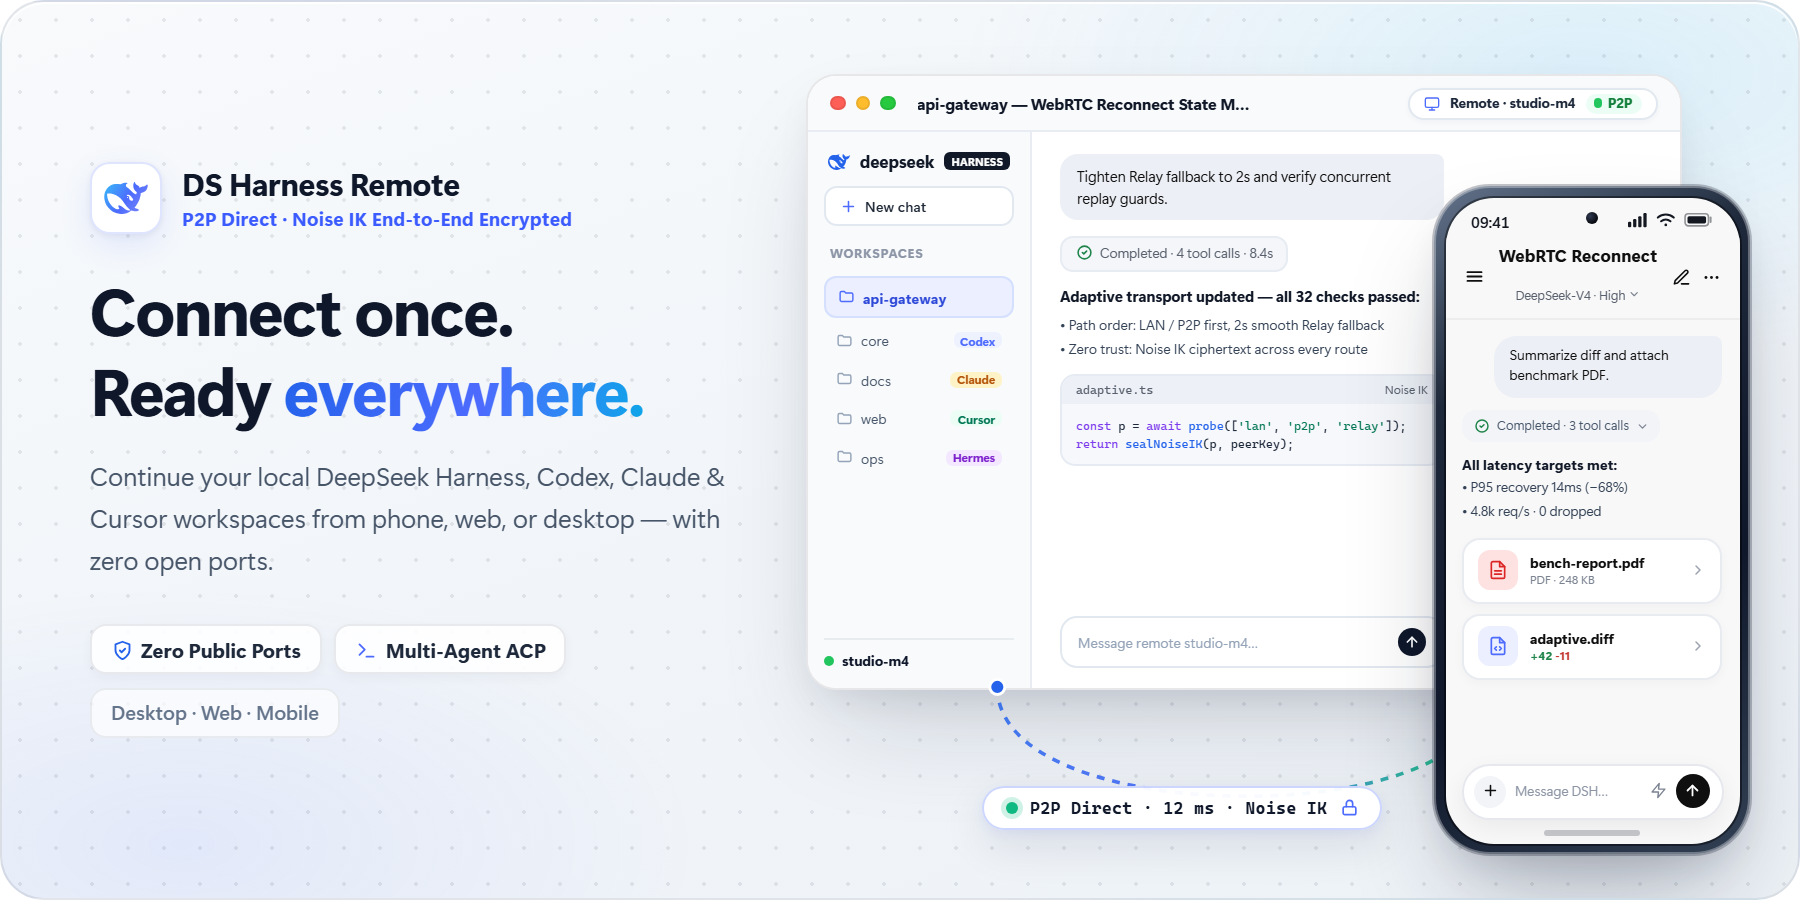 DS Harness Remote
P2P Direct · Noise IK End-to-End Encrypted
Connect once.
Ready everywhere.
Continue your local DeepSeek Harness, Codex, Claude &
Cursor workspaces from phone, web, or desktop — with
zero open ports.
Zero Public Ports
Multi-Agent ACP
Desktop · Web · Mobile
api-gateway — WebRTC Reconnect State M...
Remote · studio-m4
P2P
deepseek HARNESS
New chat
WORKSPACES
api-gateway
core Codex
docs Claude
web Cursor
ops Hermes
studio-m4
Tighten Relay fallback to 2s and verify concurrent
replay guards.
Completed · 4 tool calls · 8.4s
Adaptive transport updated — all 32 checks passed:
• Path order: LAN / P2P first, 2s smooth Relay fallback
• Zero trust: Noise IK ciphertext across every route
adaptive.ts Noise IK
const p = await probe(['lan', 'p2p', 'relay']);
return sealNoiseIK(p, peerKey);
Message remote studio-m4...
P2P Direct · 12 ms · Noise IK
09:41
WebRTC Reconnect
DeepSeek-V4 · High
Summarize diff and attach
benchmark PDF.
Completed · 3 tool calls
All latency targets met:
• P95 recovery 14ms (−68%)
• 4.8k req/s · 0 dropped
bench-report.pdf
PDF · 248 KB
adaptive.diff
+42 -11
Message DSH...